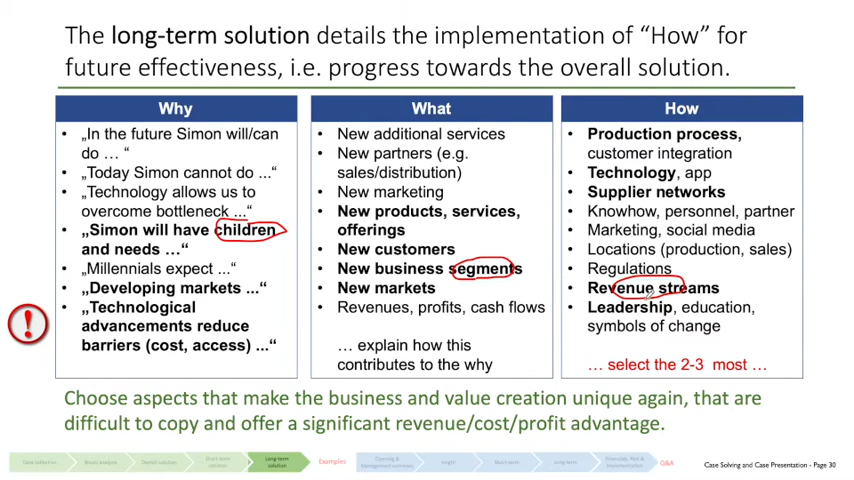 The long-term solution details the implementation of “How” for
future effectiveness, i.e. progress towards the overall solution.
Why
• „In the future Simon will/can
do … “
• „Today Simon cannot do ...“
• „Technology allows us to
overcome bottleneck ...“
• „Simon will have children
and needs …“
• „Millennials expect ...“
• „Developing markets ...“
• „Technological
advancements reduce
barriers (cost, access) ...“
What
• New additional services
• New partners (e.g.
sales/distribution)
• New marketing
• New products, services,
offerings
• New customers
• New business segments
• New markets
• Revenues, profits, cash flows
… explain how this
contributes to the why
How
• Production process,
customer integration
• Technology, app
• Supplier networks
• Knowhow, personnel, partner
• Marketing, social media
• Locations (production, sales)
• Regulations
• Revenue streams
• Leadership, education,
symbols of change
… select the 2-3 most …
!
Choose aspects that make the business and value creation unique again, that are
difficult to copy and offer a significant revenue/cost/profit advantage.
Long-term
solution
Examples
Q&A
Case Solving and Case Presentation - Page 30